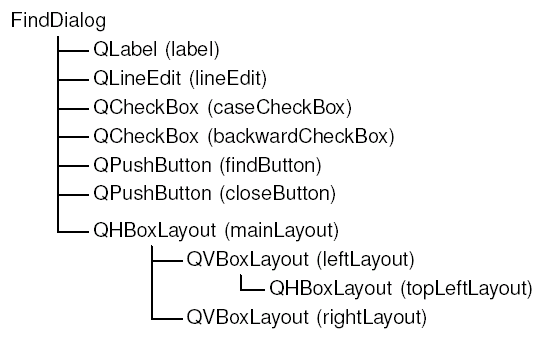 FindDialog
QLabel (label)
QLineEdit (lineEdit)
QCheckBox (caseCheckBox)
QCheckBox (backwardCheckBox)
QPushButton (findButton)
QPushButton (closeButton)
QHBoxLayout (mainLayout)
QVBoxLayout (leftLayout)
QHBoxLayout (topLeftLayout)
QVBoxLayout (rightLayout)